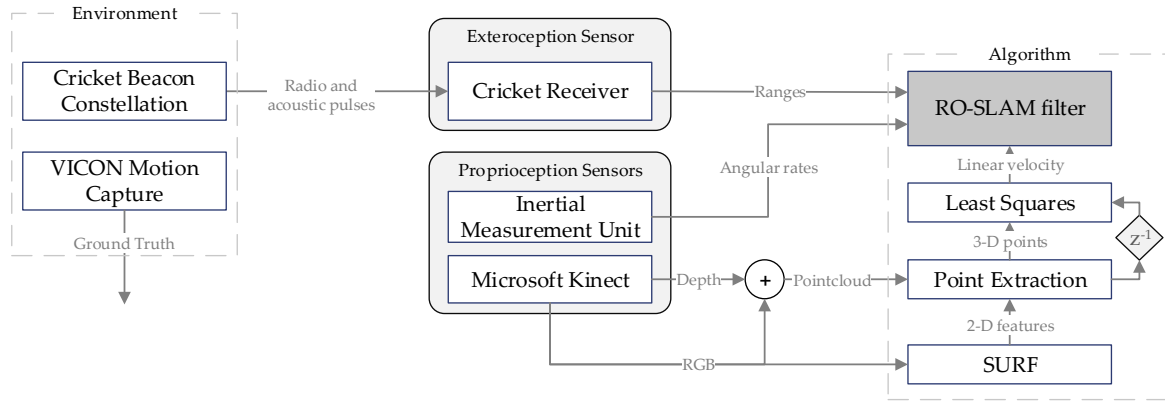 Environment
Cricket Beacon
Constellation
VICON Motion
Capture
Ground Truth
Radio and
acoustic pulses
Exteroception Sensor
Cricket Receiver
Proprioception Sensors
Inertial
Measurement Unit
Microsoft Kinect
Ranges
Angular rates
Depth
+
Pointcloud
RGB
Algorithm
RO-SLAM filter
Linear velocity
Least Squares
3-D points
z⁻¹
Point Extraction
2-D features
SURF